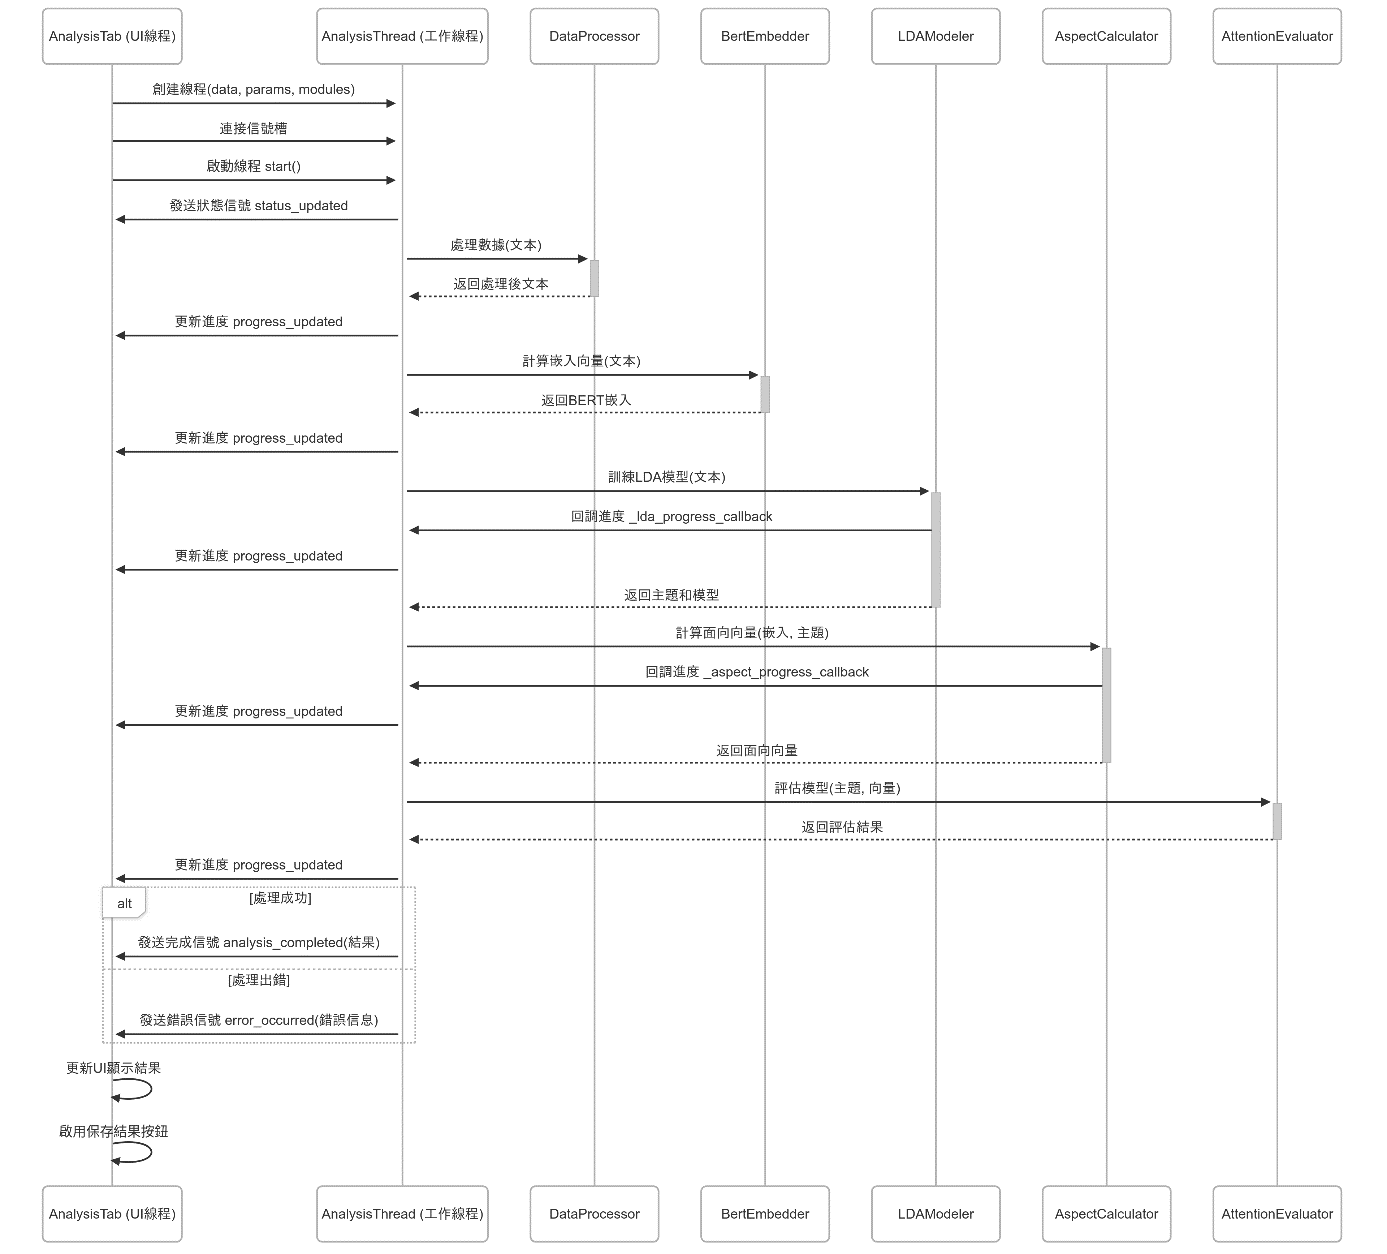 AnalysisTab (UI線程)
AnalysisThread (工作線程)
DataProcessor
BertEmbedder
LDAModeler
AspectCalculator
AttentionEvaluator
創建線程(data, params, modules)
連接信號槽
啟動線程 start()
發送狀態信號 status_updated
處理數據(文本)
返回處理後文本
更新進度 progress_updated
計算嵌入向量(文本)
返回BERT嵌入
更新進度 progress_updated
訓練LDA模型(文本)
回調進度 _lda_progress_callback
更新進度 progress_updated
返回主題和模型
計算面向向量(嵌入, 主題)
回調進度 _aspect_progress_callback
更新進度 progress_updated
返回面向向量
評估模型(主題, 向量)
返回評估結果
更新進度 progress_updated
alt
[處理成功]
發送完成信號 analysis_completed(結果)
[處理出錯]
發送錯誤信號 error_occurred(錯誤信息)
更新UI顯示結果
啟用保存結果按鈕
AnalysisTab (UI線程)
AnalysisThread (工作線程)
DataProcessor
BertEmbedder
LDAModeler
AspectCalculator
AttentionEvaluator